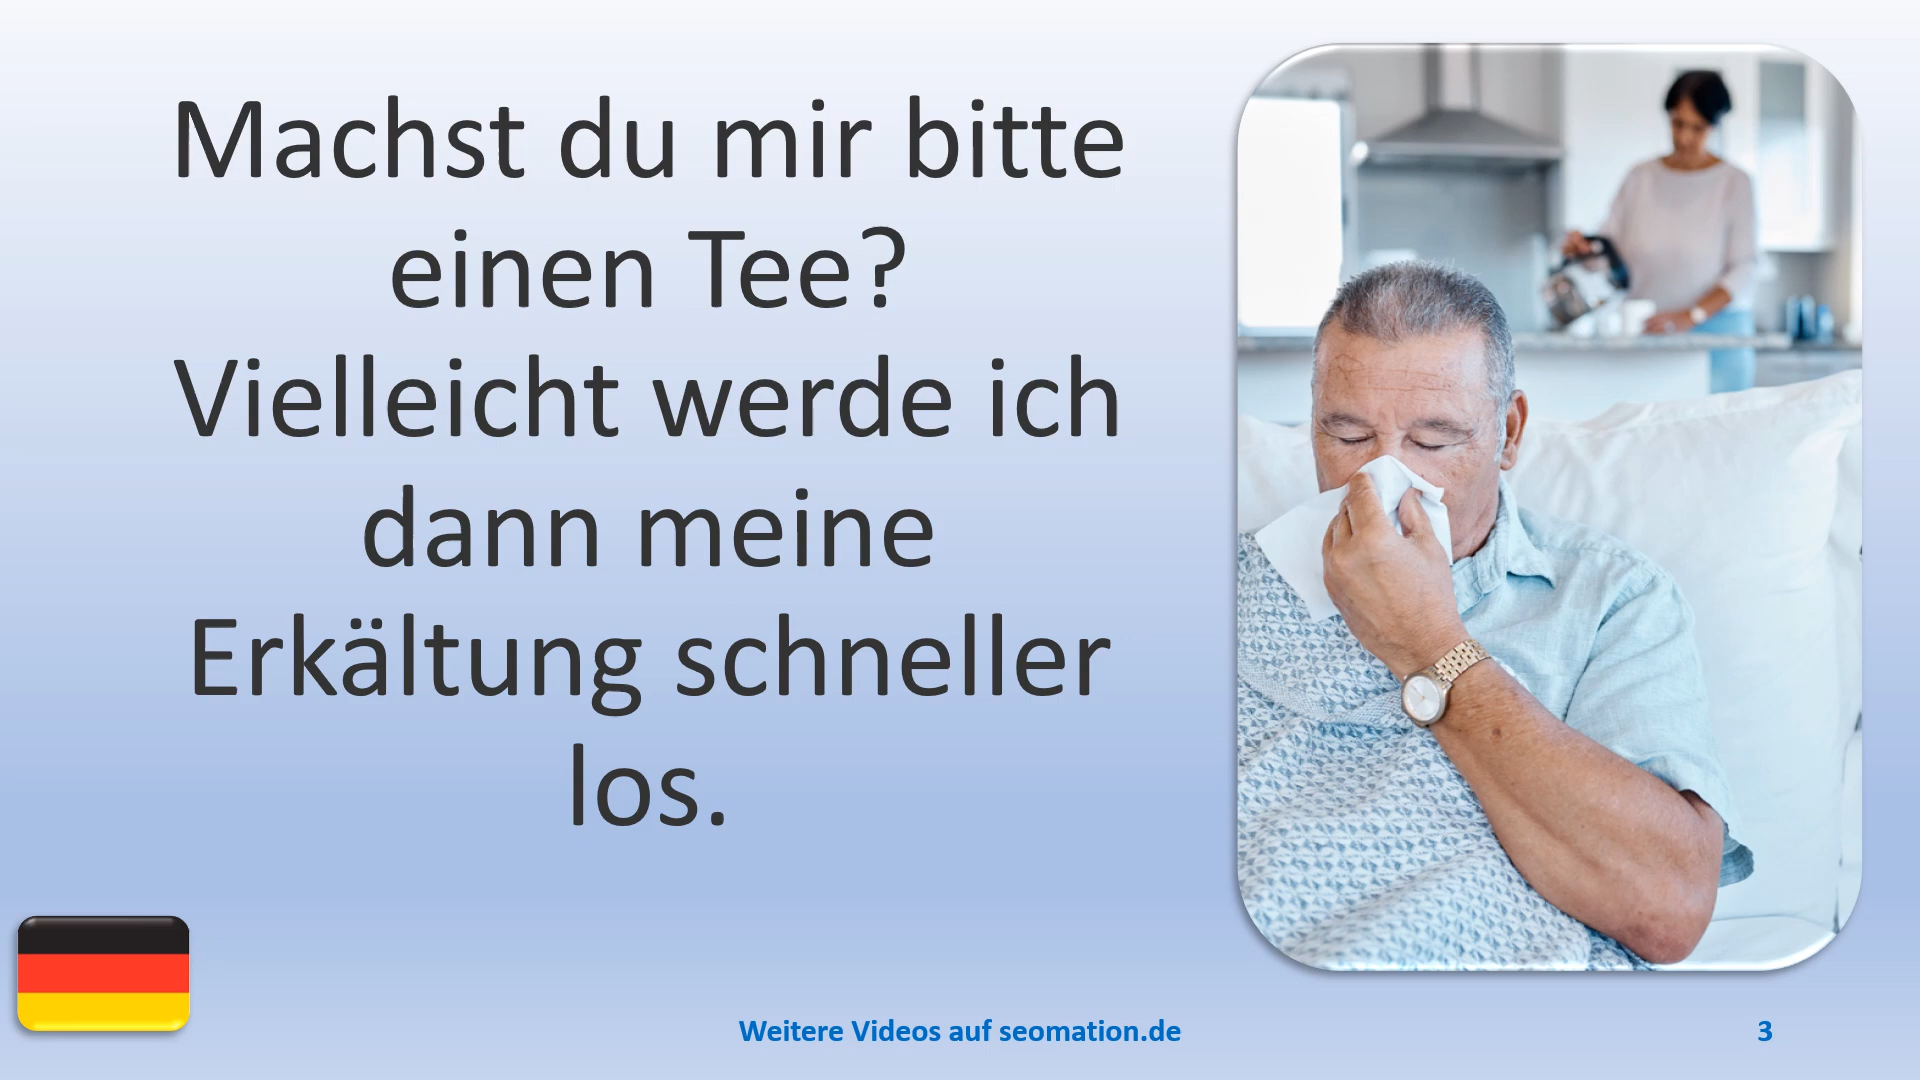 Machst du mir bitte
einen Tee?
Vielleicht werde ich
dann meine
Erkältung schneller
los.
Weitere Videos auf seomation.de
3